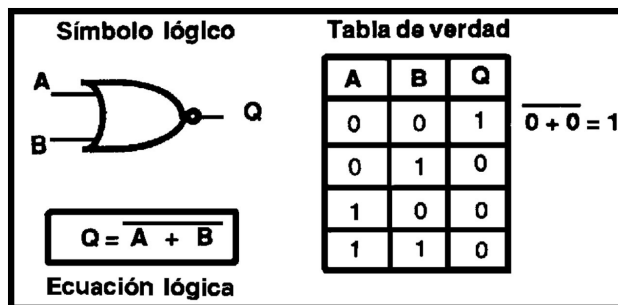 Símbolo lógico
A
B
Q
Q = A + B
Ecuación lógica
Tabla de verdad
A B Q
0 0 1
0 + 0 = 1
0 1 0
1 0 0
1 1 0